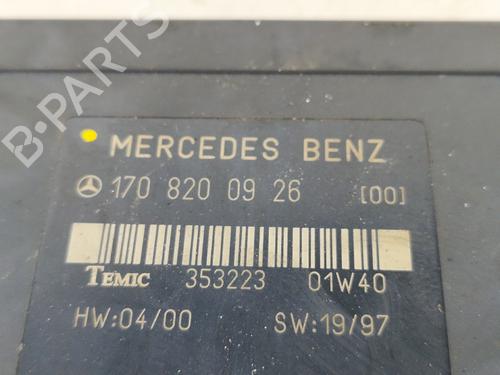 B-PARTS
MERCEDES BENZ
170 820 09 26 [00]
TEMIC 353223 01W40
HW:04/00 SW:19/97